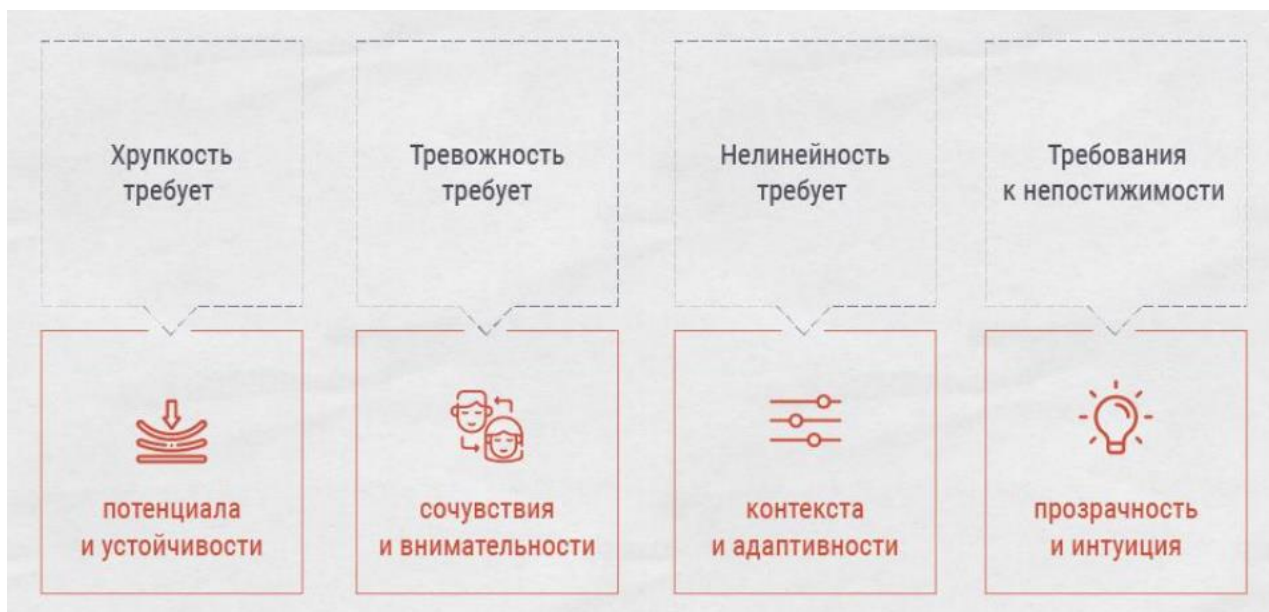 Хрупкость
требует
Тревожность
требует
Нелинейность
требует
Требования
к непостижимости
потенциала
и устойчивости
сочувствия
и внимательности
контекста
и адаптивности
прозрачность
и интуиция